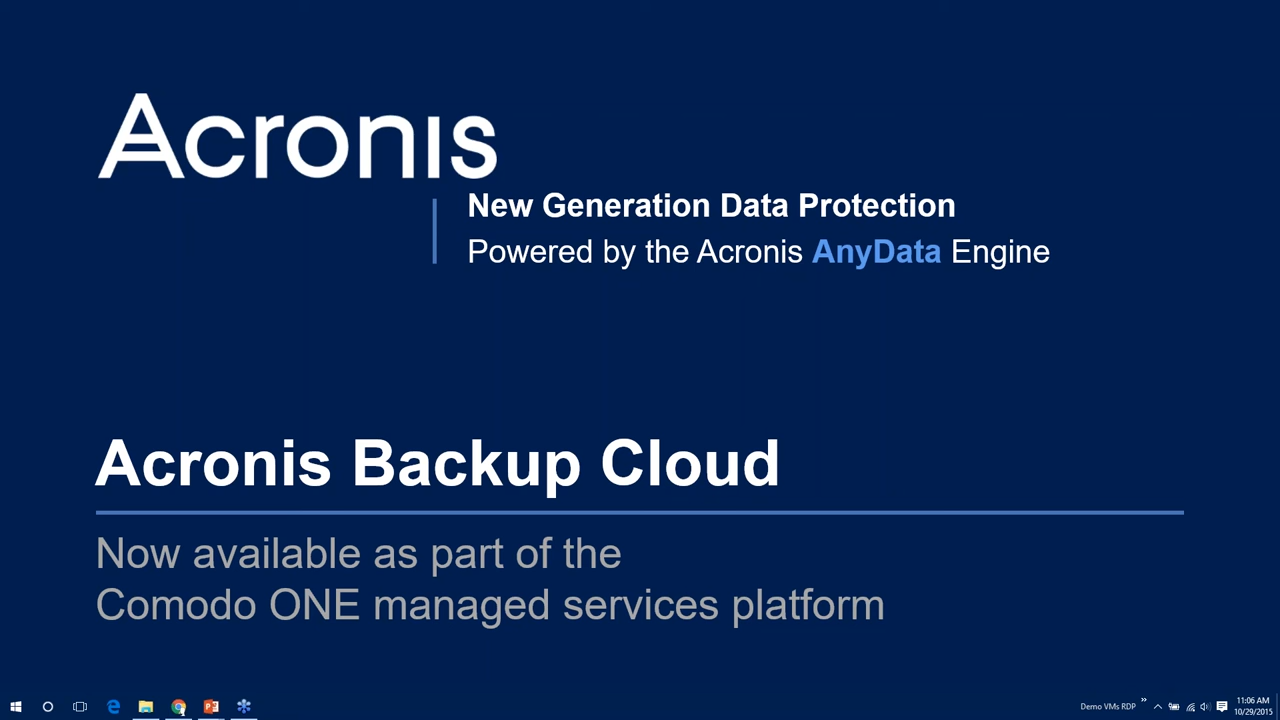 Acronis
New Generation Data Protection
Powered by the Acronis AnyData Engine
Acronis Backup Cloud
Now available as part of the
Comodo ONE managed services platform
Demo VMs RDP
11:06 AM
10/29/2015